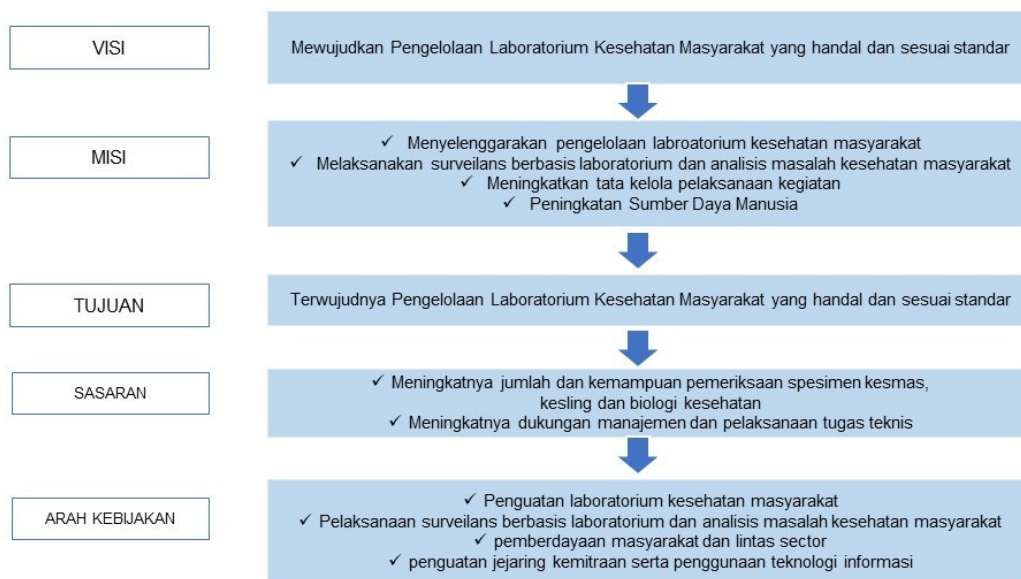 VISI
Mewujudkan Pengelolaan Laboratorium Kesehatan Masyarakat yang handal dan sesuai standar
MISI
✓ Menyelenggarakan pengelolaan labroatorium kesehatan masyarakat
✓ Melaksanakan surveilans berbasis laboratorium dan analisis masalah kesehatan masyarakat
✓ Meningkatkan tata kelola pelaksanaan kegiatan
✓ Peningkatan Sumber Daya Manusia
TUJUAN
Terwujudnya Pengelolaan Laboratorium Kesehatan Masyarakat yang handal dan sesuai standar
SASARAN
✓ Meningkatnya jumlah dan kemampuan pemeriksaan spesimen kesmas,
kesling dan biologi kesehatan
✓ Meningkatnya dukungan manajemen dan pelaksanaan tugas teknis
ARAH KEBIJAKAN
✓ Penguatan laboratorium kesehatan masyarakat
✓ Pelaksanaan surveilans berbasis laboratorium dan analisis masalah kesehatan masyarakat
✓ pemberdayaan masyarakat dan lintas sector
✓ penguatan jejaring kemitraan serta penggunaan teknologi informasi